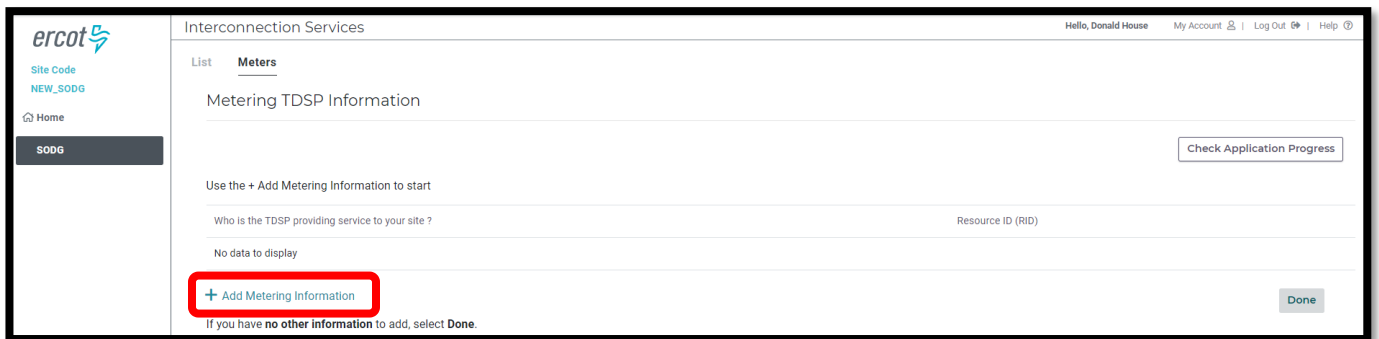 ercot
Interconnection Services
Hello, Donald House My Account | Log Out | Help
Site Code
NEW_SODG
Home
SODG
List Meters
Metering TDSP Information
Check Application Progress
Use the + Add Metering Information to start
Who is the TDSP providing service to your site ? Resource ID (RID)
No data to display
+ Add Metering Information
Done
If you have no other information to add, select Done.